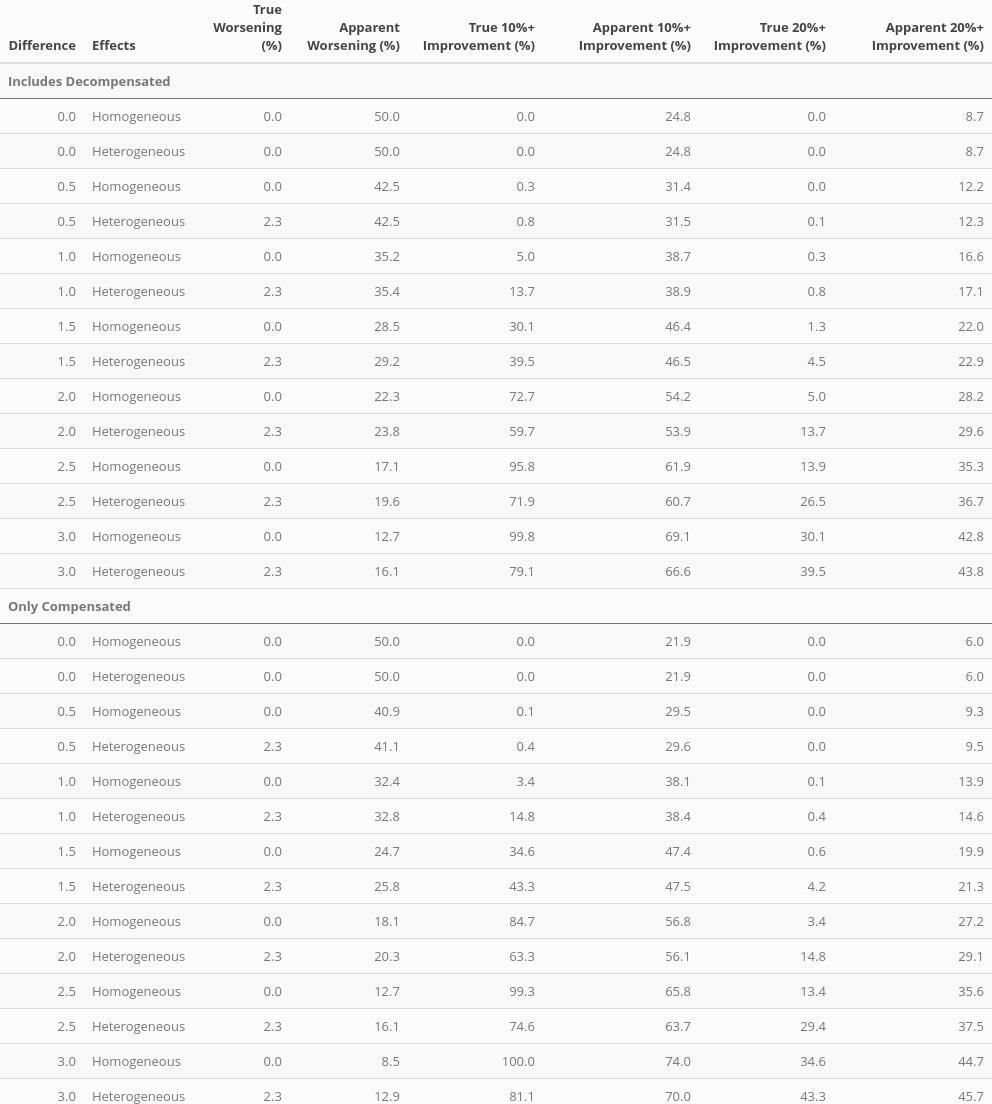 Difference Effects True Worsening (%) Apparent Worsening (%) True 10%+ Improvement (%) Apparent 10%+ Improvement (%) True 20%+ Improvement (%) Apparent 20%+ Improvement (%)
Includes Decompensated
0.0 Homogeneous 0.0 50.0 0.0 24.8 0.0 8.7
0.0 Heterogeneous 0.0 50.0 0.0 24.8 0.0 8.7
0.5 Homogeneous 0.0 42.5 0.3 31.4 0.0 12.2
0.5 Heterogeneous 2.3 42.5 0.8 31.5 0.1 12.3
1.0 Homogeneous 0.0 35.2 5.0 38.7 0.3 16.6
1.0 Heterogeneous 2.3 35.4 13.7 38.9 0.8 17.1
1.5 Homogeneous 0.0 28.5 30.1 46.4 1.3 22.0
1.5 Heterogeneous 2.3 29.2 39.5 46.5 4.5 22.9
2.0 Homogeneous 0.0 22.3 72.7 54.2 5.0 28.2
2.0 Heterogeneous 2.3 23.8 59.7 53.9 13.7 29.6
2.5 Homogeneous 0.0 17.1 95.8 61.9 13.9 35.3
2.5 Heterogeneous 2.3 19.6 71.9 60.7 26.5 36.7
3.0 Homogeneous 0.0 12.7 99.8 69.1 30.1 42.8
3.0 Heterogeneous 2.3 16.1 79.1 66.6 39.5 43.8
Only Compensated
0.0 Homogeneous 0.0 50.0 0.0 21.9 0.0 6.0
0.0 Heterogeneous 0.0 50.0 0.0 21.9 0.0 6.0
0.5 Homogeneous 0.0 40.9 0.1 29.5 0.0 9.3
0.5 Heterogeneous 2.3 41.1 0.4 29.6 0.0 9.5
1.0 Homogeneous 0.0 32.4 3.4 38.1 0.1 13.9
1.0 Heterogeneous 2.3 32.8 14.8 38.4 0.4 14.6
1.5 Homogeneous 0.0 24.7 34.6 47.4 0.6 19.9
1.5 Heterogeneous 2.3 25.8 43.3 47.5 4.2 21.3
2.0 Homogeneous 0.0 18.1 84.7 56.8 3.4 27.2
2.0 Heterogeneous 2.3 20.3 63.3 56.1 14.8 29.1
2.5 Homogeneous 0.0 12.7 99.3 65.8 13.4 35.6
2.5 Heterogeneous 2.3 16.1 74.6 63.7 29.4 37.5
3.0 Homogeneous 0.0 8.5 100.0 74.0 34.6 44.7
3.0 Heterogeneous 2.3 12.9 81.1 70.0 43.3 45.7